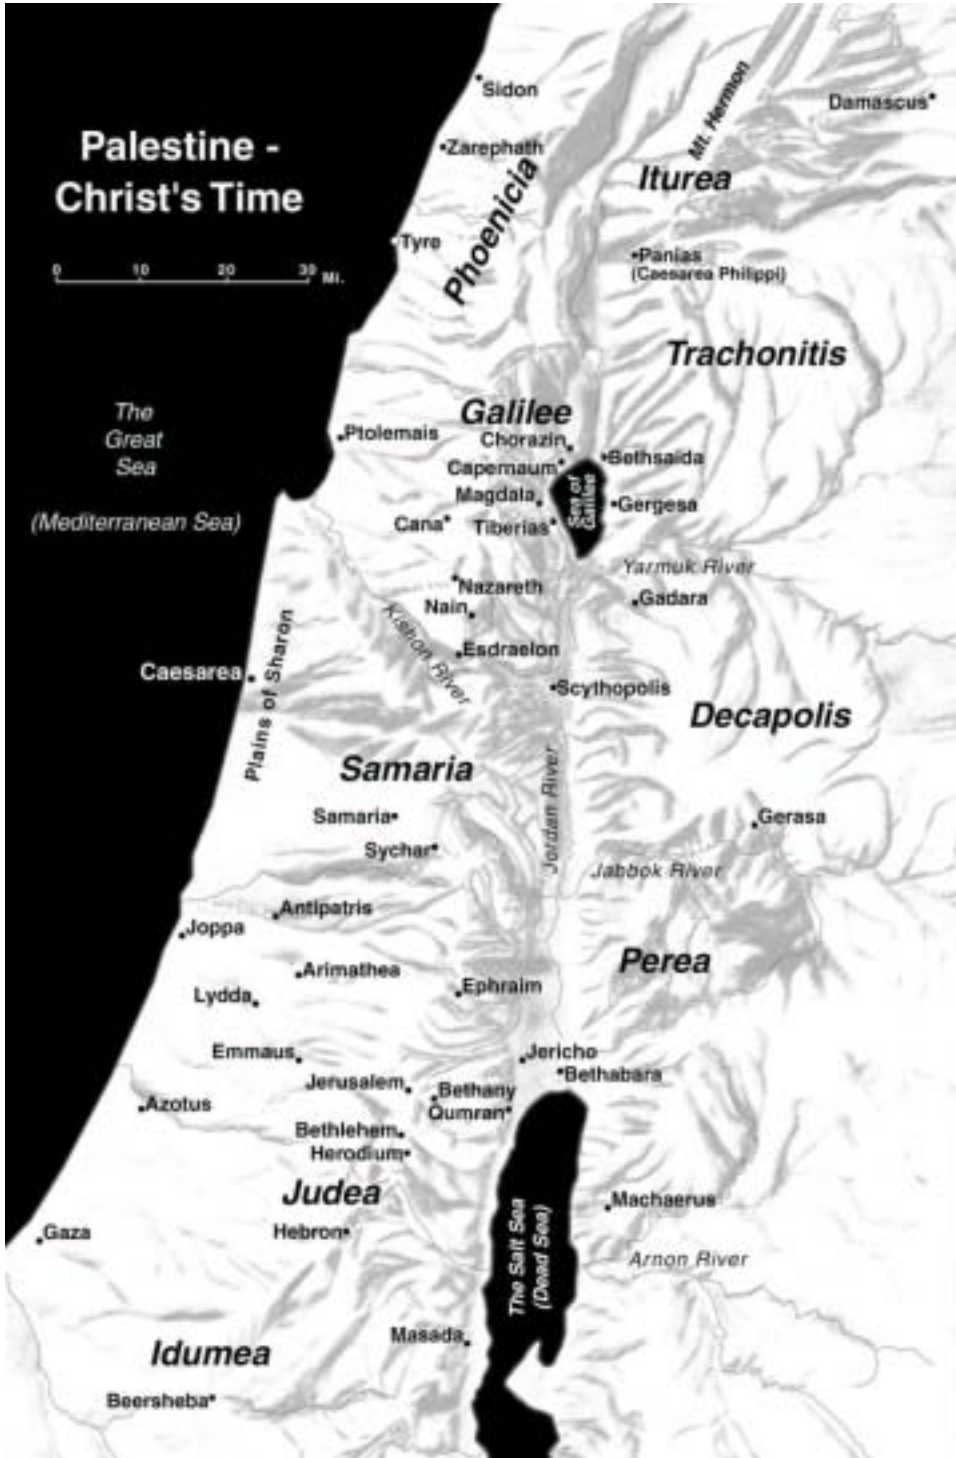 Palestine -
Christ's Time
0 10 20 30 Mi.
Sidon
Mt. Hermon
Damascus
Zarephath
Iturea
Phoenicia
Tyre
Panias
(Caesarea Philippi)
Trachonitis
The
Great
Sea
(Mediterranean Sea)
Galilee
Ptolemais
Chorazin
Capernaum
Bethsaida
Magdala
Sea of
Galilee
Gergesa
Cana
Tiberias
Yarmuk River
Nazareth
Nain
Gadara
Kishon River
Esdraelon
Caesarea
Plains of Sharon
Scythopolis
Decapolis
Samaria
Jordan River
Samaria
Gerasa
Sychar
Jabbok River
Antipatris
Joppa
Perea
Arimathea
Lydda
Ephraim
Emmaus
Jericho
Bethabara
Jerusalem
Bethany
Azotus
Qumran
Bethlehem
Herodium
Judea
Machaerus
Gaza
Hebron
The Salt Sea
(Dead Sea)
Arnon River
Masada
Idumea
Beersheba